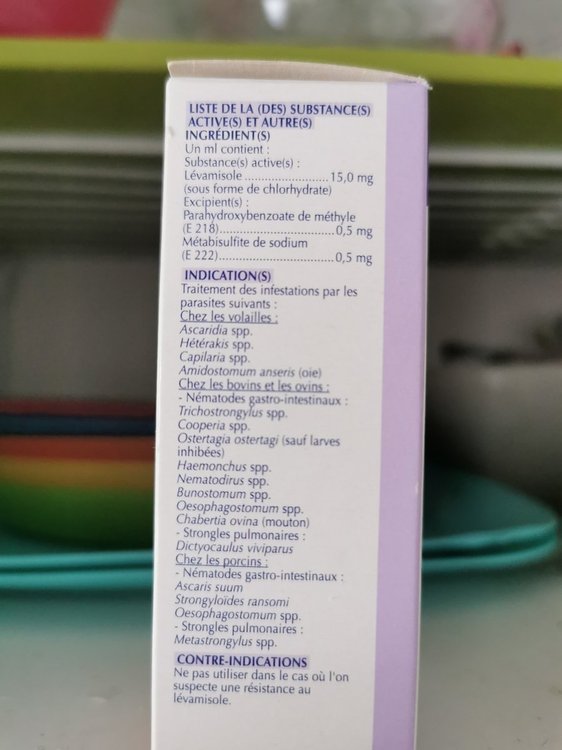 LISTE DE LA (DES) SUBSTANCE(S)
ACTIVE(S) ET AUTRE(S)
INGRÉDIENT(S)
Un ml contient :
Substance(s) active(s) :
Lévamisole ........................15,0 mg
(sous forme de chlorhydrate)
Excipient(s) :
Parahydroxybenzoate de méthyle
(E 218)..................................0,5 mg
Métabisulfite de sodium
(E 222)..................................0,5 mg
INDICATION(S)
Traitement des infestations par les
parasites suivants :
Chez les volailles :
Ascaridia spp.
Hétérakis spp.
Capilaria spp.
Amidostomum anseris (oie)
Chez les bovins et les ovins :
- Nématodes gastro-intestinaux :
Trichostrongylus spp.
Cooperia spp.
Ostertagia ostertagi (sauf larves
inhibées)
Haemonchus spp.
Nematodirus spp.
Bunostomum spp.
Oesophagostomum spp.
Chabertia ovina (mouton)
- Strongles pulmonaires :
Dictyocaulus viviparus
Chez les porcins :
- Nématodes gastro-intestinaux :
Ascaris suum
Strongyloïdes ransomi
Oesophagostomum spp.
- Strongles pulmonaires :
Metastrongylus spp.
CONTRE-INDICATIONS
Ne pas utiliser dans le cas où l'on
suspecte une résistance au
lévamisole.